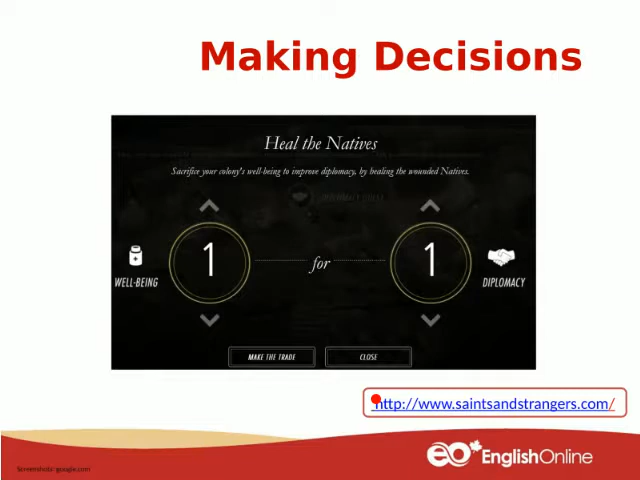 Making Decisions
Heal the Natives
Sacrifice your colony's well-being to improve diplomacy, by healing the wounded Natives.
1 for 1
WELL-BEING
DIPLOMACY
MAKE THE TRADE CLOSE
http://www.saintsandstrangers.com/
eo EnglishOnline
Screenshots: google.com